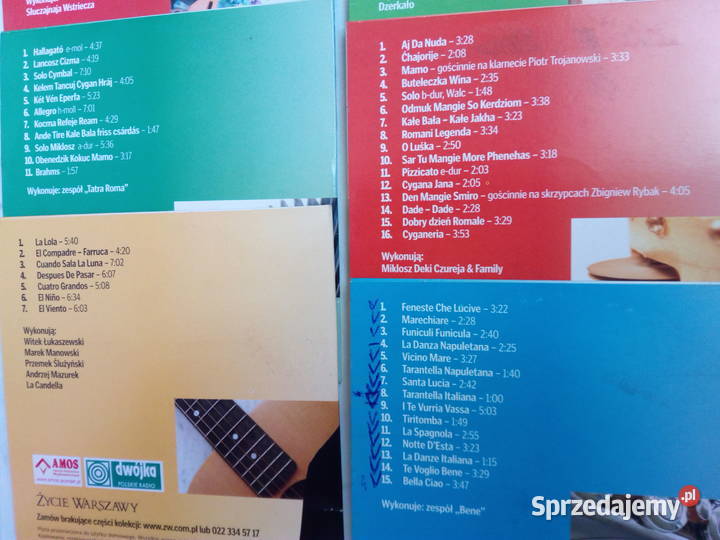 Wykonuje
Słuczajnaja Wstriecza
1. Hallagató e-mol – 4:37
2. Lancosz Cizma – 4:19
3. Solo Cymbal – 7:10
4. Kelem Tancuj Cygan Hráj – 4:05
5. Két Vén Eperfa – 5:23
6. Allegro h-moll – 7:01
7. Kocma Refeje Ream – 4:29
8. Ande Tire Kale Bala friss csárdás – 1:47
9. Solo Miklosz a-dur – 5:36
10. Obenedzik Kokuc Mamo – 3:17
11. Brahms – 1:57
Wykonuje: zespół „Tatra Roma”
Dzerkało
1. Aj Da Nuda – 3:28
2. Čhajorije – 2:08
3. Mamo – gościnnie na klarnecie Piotr Trojanowski – 3:33
4. Buteleczka Wina – 2:35
5. Solo b-dur, Walc – 1:48
6. Odmuk Mangie So Kerdziom – 3:38
7. Kałe Bała – Kałe Jakha – 3:23
8. Romani Legenda – 3:34
9. O Luška – 2:50
10. Sar Tu Mangie More Phenehas – 3:18
11. Pizzicato e-dur – 2:03
12. Cygana Jana – 2:05
13. Den Mangie Smiro – gościnnie na skrzypcach Zbigniew Rybak – 4:05
14. Dade – Dade – 2:28
15. Dobry dzień Romale – 3:29
16. Cyganeria – 3:53
Wykonują:
Miklosz Deki Czureja & Family
1. La Lola – 5:40
2. El Compadre – Farruca – 4:20
3. Cuando Sala La Luna – 7:02
4. Despues De Pasar – 6:07
5. Cuatro Grandos – 5:08
6. El Niño – 6:34
7. El Viento – 6:03
Wykonują:
Witek Łukaszewski
Marek Manowski
Przemek Śłużyński
Andrzej Mazurek
La Candella
AMOS
dwójka
POLSKIE RADIO
ŻYCIE WARSZAWY
Zamów brakujące części kolekcji: www.zw.com.pl lub 022 334 57 17
1. Feneste Che Lucive – 3:22
2. Marechiare – 2:28
3. Funiculi Funicula – 2:40
4. La Danza Napuletana – 2:25
5. Vicino Mare – 3:27
6. Tarantella Napuletana – 1:40
7. Santa Lucia – 2:42
8. Tarantella Italiana – 1:00
9. I Te Vurria Vassa – 5:03
10. Tiritomba – 1:49
11. La Spagnola – 2:55
12. Notte D'Esta – 3:23
13. La Danze Italiana – 1:15
14. Te Voglio Bene – 3:29
15. Bella Ciao – 3:47
Wykonuje: zespół „Bene”
Sprzedajemy.pl